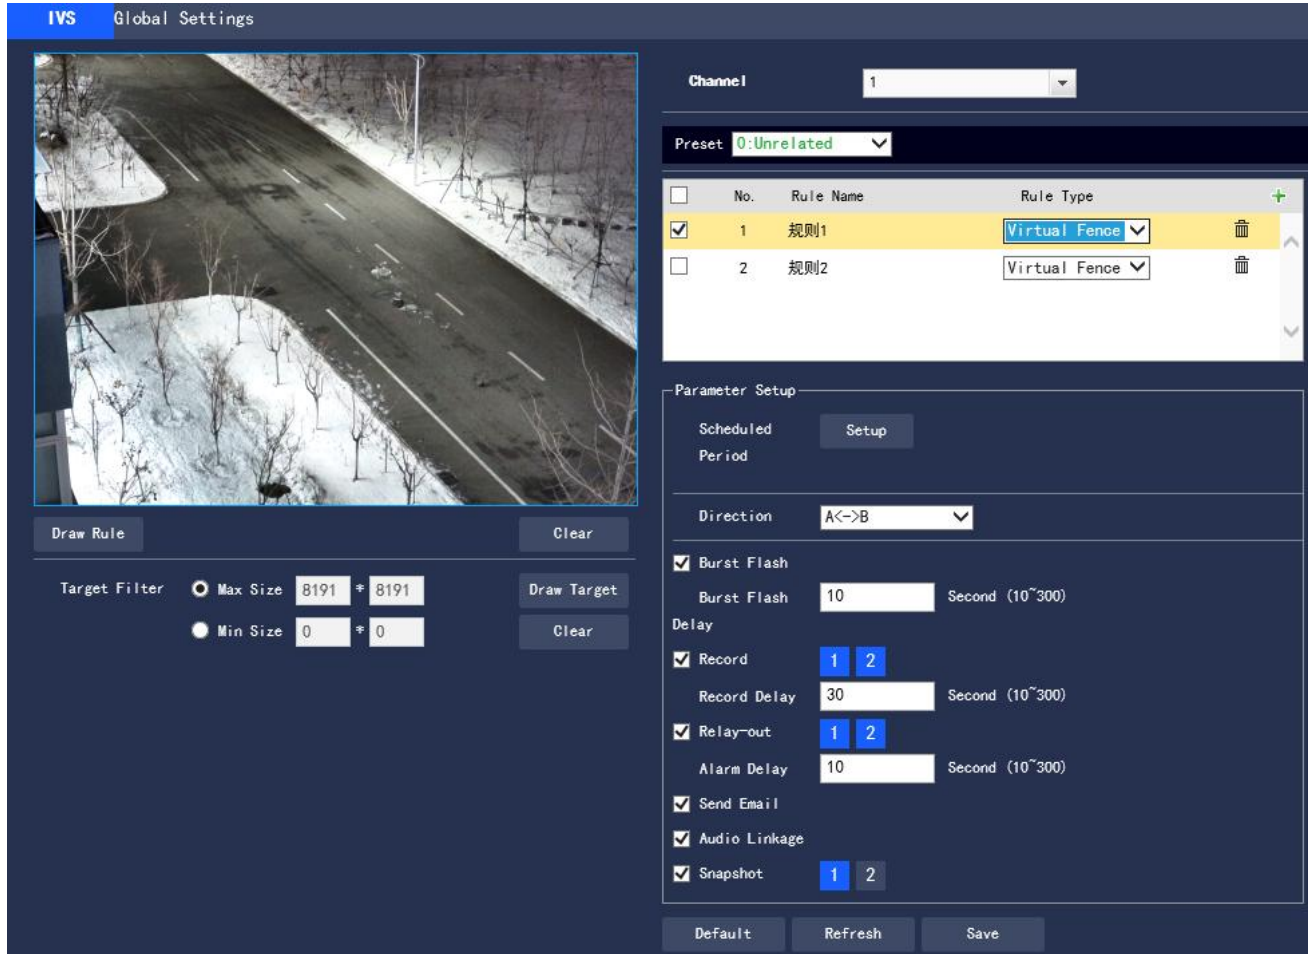 IVS Global Settings
Channel 1
Preset 0:Unrelated
No. Rule Name Rule Type +
1 规则1 Virtual Fence
2 规则2 Virtual Fence
Parameter Setup
Scheduled Period Setup
Direction A<->B
Burst Flash
Burst Flash Delay 10 Second (10~300)
Record 1 2
Record Delay 30 Second (10~300)
Relay-out 1 2
Alarm Delay 10 Second (10~300)
Send Email
Audio Linkage
Snapshot 1 2
Default Refresh Save
Draw Rule Clear
Target Filter Max Size 8191 * 8191 Draw Target
Min Size 0 * 0 Clear